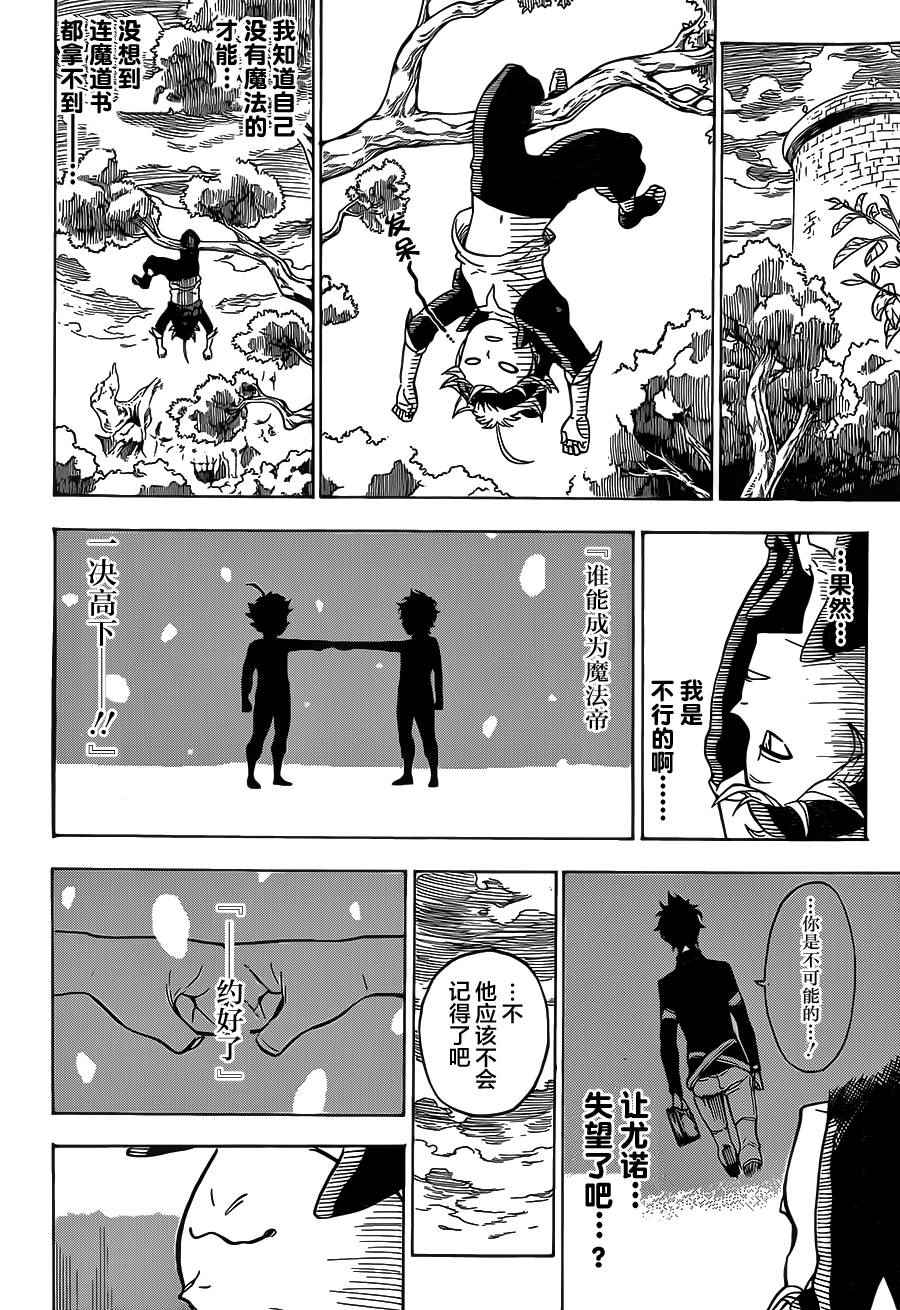 发呆…
我知道自己
没有魔法的
才能…
没想到
连魔道书
都拿不到———……
…果然…
我是
不行的啊……
『谁能成为魔法帝
一决高下——!!』
…你是不可能的…!
让尤诺…
失望了吧…?
…不
他应该不会
记得了吧
『——约好了』